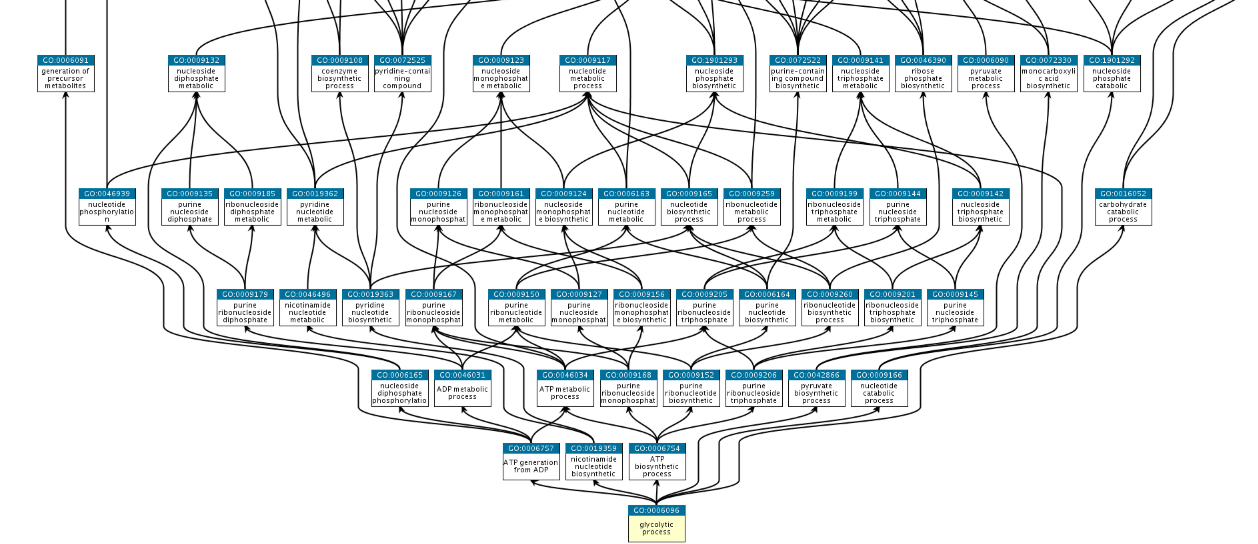 GO:0006091
generation of
precursor
metabolites
GO:0009132
nucleoside
diphosphate
metabolic
GO:0009108
coenzyme
biosynthetic
process
GO:0072525
pyridine-contai
ning
compound
GO:0009123
nucleoside
monophosphat
e metabolic
GO:0009117
nucleotide
metabolic
process
GO:1901293
nucleoside
phosphate
biosynthetic
GO:0072522
purine-contain
ing compound
biosynthetic
GO:0009141
nucleoside
triphosphate
metabolic
GO:0046390
ribose
phosphate
biosynthetic
GO:0006090
pyruvate
metabolic
process
GO:0072330
monocarboxyli
c acid
biosynthetic
GO:1901292
nucleoside
phosphate
catabolic
GO:0046939
nucleotide
phosphorylatio
n
GO:0009135
purine
nucleoside
diphosphate
GO:0009185
ribonucleoside
diphosphate
metabolic
GO:0019362
pyridine
nucleotide
metabolic
GO:0009126
purine
nucleoside
monophosphat
GO:0009161
ribonucleoside
monophosphat
e metabolic
GO:0009124
nucleoside
monophosphat
e biosynthetic
GO:0006163
purine
nucleotide
metabolic
GO:0009165
nucleotide
biosynthetic
process
GO:0009259
ribonucleotide
metabolic
process
GO:0009199
ribonucleoside
triphosphate
metabolic
GO:0009144
purine
nucleoside
triphosphate
GO:0009142
nucleoside
triphosphate
biosynthetic
GO:0016052
carbohydrate
catabolic
process
GO:0009179
purine
ribonucleoside
diphosphate
GO:0046496
nicotinamide
nucleotide
metabolic
GO:0019363
pyridine
nucleotide
biosynthetic
GO:0009167
purine
ribonucleoside
monophosphat
GO:0009150
purine
ribonucleotide
metabolic
GO:0009127
purine
nucleoside
monophosphat
GO:0009156
ribonucleoside
monophosphat
e biosynthetic
GO:0009205
purine
ribonucleoside
triphosphate
GO:0006164
purine
nucleotide
biosynthetic
GO:0009260
ribonucleotide
biosynthetic
process
GO:0009201
ribonucleoside
triphosphate
biosynthetic
GO:0009145
purine
nucleoside
triphosphate
GO:0006165
nucleoside
diphosphate
phosphorylatio
GO:0046031
ADP metabolic
process
GO:0046034
ATP metabolic
process
GO:0009168
purine
ribonucleoside
monophosphat
GO:0009152
purine
ribonucleotide
biosynthetic
GO:0009206
purine
ribonucleoside
triphosphate
GO:0042866
pyruvate
biosynthetic
process
GO:0009166
nucleotide
catabolic
process
GO:0006757
ATP generation
from ADP
GO:0019359
nicotinamide
nucleotide
biosynthetic
GO:0006754
ATP
biosynthetic
process
GO:0006096
glycolytic
process